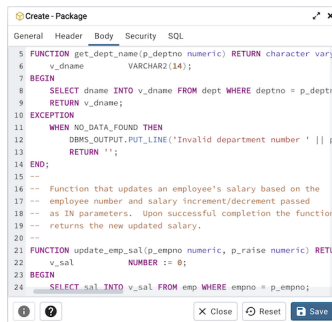 Create - Package
General Header Body Security SQL
5 FUNCTION get_dept_name(p_deptno numeric) RETURN character vary
6 v_dname VARCHAR2(14);
7 BEGIN
8 SELECT dname INTO v_dname FROM dept WHERE deptno = p_deptn
9 RETURN v_dname;
10 EXCEPTION
11 WHEN NO_DATA_FOUND THEN
12 DBMS_OUTPUT.PUT_LINE('Invalid department number ' || p
13 RETURN '';
14 END;
15 --
16 -- Function that updates an employee's salary based on the
17 -- employee number and salary increment/decrement passed
18 -- as IN parameters. Upon successful completion the function
19 -- returns the new updated salary.
20 --
21 FUNCTION update_emp_sal(p_empno numeric, p_raise numeric) RETU
22 v_sal NUMBER := 0;
23 BEGIN
24 SELECT sal INTO v_sal FROM emp WHERE empno = p_empno;
Close Reset Save